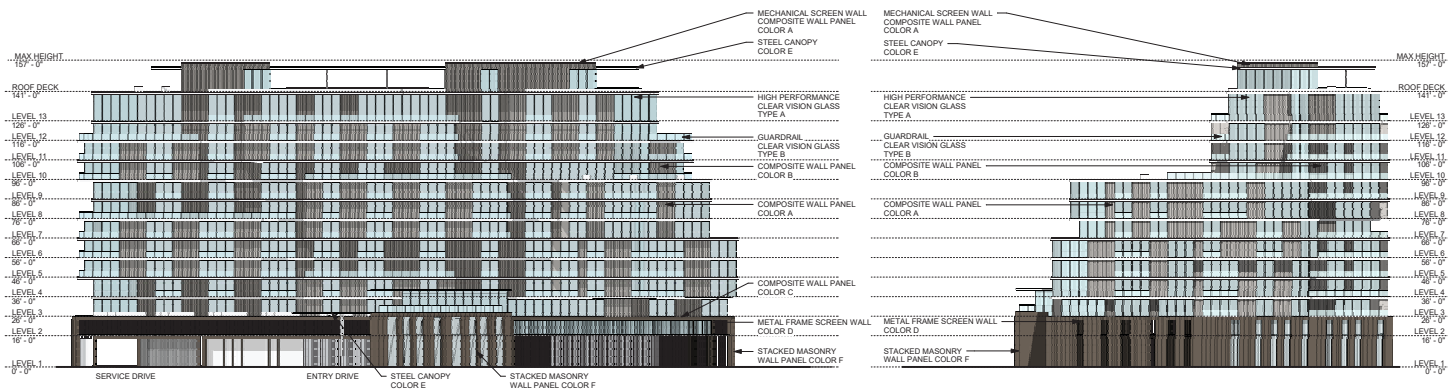 MAX HEIGHT
157' - 0"
ROOF DECK
141' - 0"
LEVEL 13
126' - 0"
LEVEL 12
116' - 0"
LEVEL 11
106' - 0"
LEVEL 10
96' - 0"
LEVEL 9
86' - 0"
LEVEL 8
76' - 0"
LEVEL 7
66' - 0"
LEVEL 6
56' - 0"
LEVEL 5
46' - 0"
LEVEL 4
36' - 0"
LEVEL 3
26' - 0"
LEVEL 2
16' - 0"
LEVEL 1
0' - 0"
SERVICE DRIVE
ENTRY DRIVE
STEEL CANOPY
COLOR E
STACKED MASONRY
WALL PANEL COLOR F
MECHANICAL SCREEN WALL
COMPOSITE WALL PANEL
COLOR A
STEEL CANOPY
COLOR E
HIGH PERFORMANCE
CLEAR VISION GLASS
TYPE A
GUARDRAIL
CLEAR VISION GLASS
TYPE B
COMPOSITE WALL PANEL
COLOR B
COMPOSITE WALL PANEL
COLOR A
COMPOSITE WALL PANEL
COLOR C
METAL FRAME SCREEN WALL
COLOR D
STACKED MASONRY
WALL PANEL COLOR F
MECHANICAL SCREEN WALL
COMPOSITE WALL PANEL
COLOR A
STEEL CANOPY
COLOR E
HIGH PERFORMANCE
CLEAR VISION GLASS
TYPE A
GUARDRAIL
CLEAR VISION GLASS
TYPE B
COMPOSITE WALL PANEL
COLOR B
COMPOSITE WALL PANEL
COLOR A
METAL FRAME SCREEN WALL
COLOR D
STACKED MASONRY
WALL PANEL COLOR F
MAX HEIGHT
157' - 0"
ROOF DECK
141' - 0"
LEVEL 13
126' - 0"
LEVEL 12
116' - 0"
LEVEL 11
106' - 0"
LEVEL 10
96' - 0"
LEVEL 9
86' - 0"
LEVEL 8
76' - 0"
LEVEL 7
66' - 0"
LEVEL 6
56' - 0"
LEVEL 5
46' - 0"
LEVEL 4
36' - 0"
LEVEL 3
26' - 0"
LEVEL 2
16' - 0"
LEVEL 1
0' - 0"